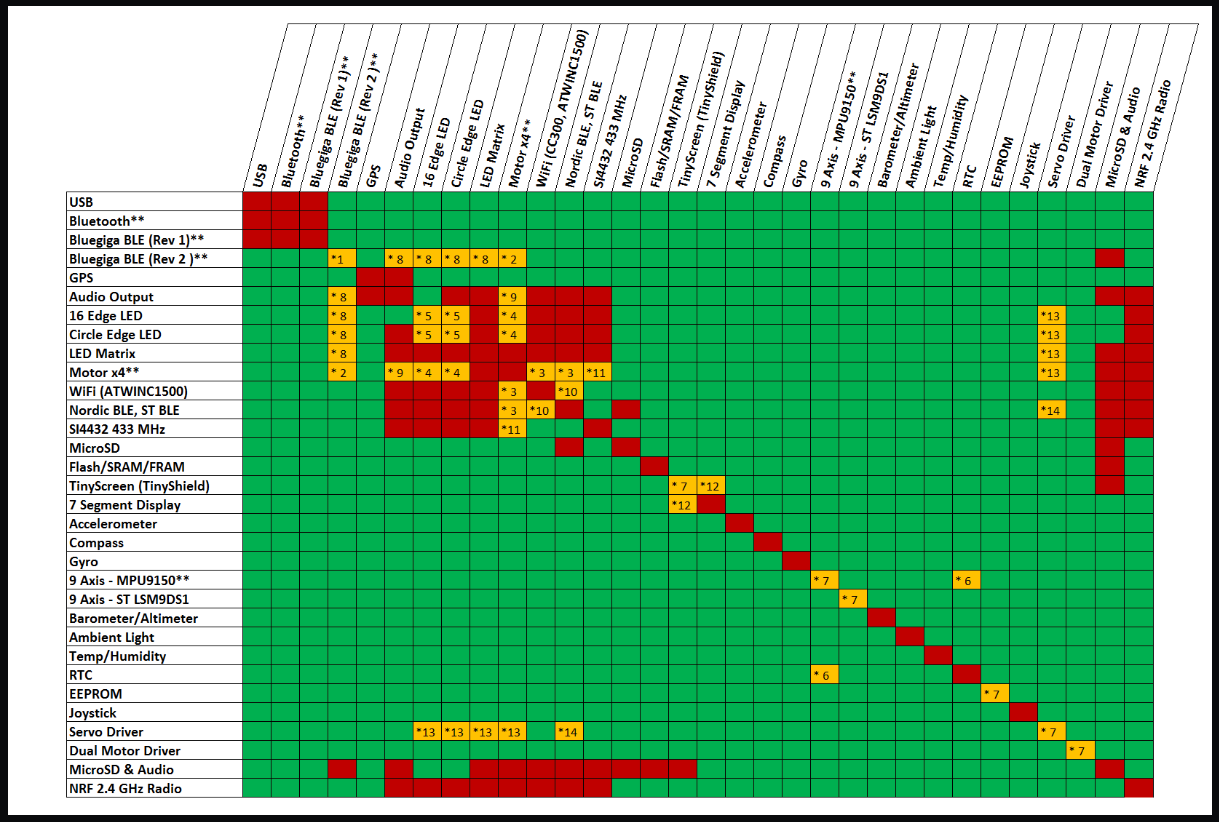 USB
Bluetooth**
Bluegiga BLE (Rev 1)**
Bluegiga BLE (Rev 2 )**
GPS
Audio Output
16 Edge LED
Circle Edge LED
LED Matrix
Motor x4**
WiFi (CC300, ATWINC1500)
Nordic BLE, ST BLE
SI4432 433 MHz
MicroSD
Flash/SRAM/FRAM
TinyScreen (TinyShield)
7 Segment Display
Accelerometer
Compass
Gyro
9 Axis - MPU9150**
9 Axis - ST LSM9DS1
Barometer/Altimeter
Ambient Light
Temp/Humidity
RTC
EEPROM
Joystick
Servo Driver
Dual Motor Driver
MicroSD & Audio
NRF 2.4 GHz Radio
USB
Bluetooth**
Bluegiga BLE (Rev 1)**
Bluegiga BLE (Rev 2 )** *1 * 8 * 8 * 8 * 8 * 2
GPS
Audio Output * 8 * 9
16 Edge LED * 8 * 5 * 5 * 4 *13
Circle Edge LED * 8 * 5 * 5 * 4 *13
LED Matrix * 8 *13
Motor x4** * 2 * 9 * 4 * 4 * 3 * 3 *11 *13
WiFi (ATWINC1500) * 3 *10
Nordic BLE, ST BLE * 3 *10 *14
SI4432 433 MHz *11
MicroSD
Flash/SRAM/FRAM
TinyScreen (TinyShield) * 7 *12
7 Segment Display *12
Accelerometer
Compass
Gyro
9 Axis - MPU9150** * 7 * 6
9 Axis - ST LSM9DS1 * 7
Barometer/Altimeter
Ambient Light
Temp/Humidity
RTC * 6
EEPROM * 7
Joystick
Servo Driver *13 *13 *13 *13 *14 * 7
Dual Motor Driver * 7
MicroSD & Audio
NRF 2.4 GHz Radio